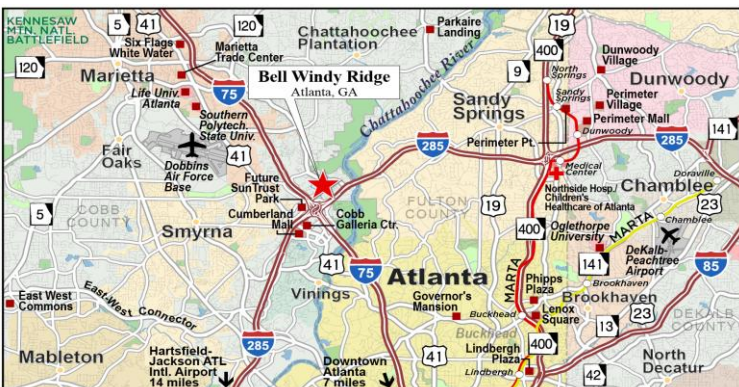 KENNESAW
MTN. NATL.
BATTLEFIELD
5
41
120
Six Flags
White Water
Marietta
Trade Center
Chattahoochee
Plantation
Parkaire
Landing
19
400
9
North
Springs
Dunwoody
Village
120
Marietta
Life Univ.
Atlanta
75
Bell Windy Ridge
Atlanta, GA
Chattahoochee River
Sandy
Springs
Sandy
Springs
Dunwoody
Perimeter
Village
Perimeter Mall
Southern
Polytech.
State Univ.
41
Perimeter Pt.
Dunwoody
141
285
285
Fair
Oaks
Dobbins
Air Force
Base
Future
SunTrust
Park
Medical
Center
Northside Hosp./
Children's
Healthcare of Atlanta
Doraville
Chamblee
23
MARTA
Chamblee
5
COBB
COUNTY
Cumberland
Mall
Cobb
Galleria Ctr.
FULTON
COUNTY
19
400
Oglethorpe
University
Smyrna
41
75
Atlanta
MARTA
141
DeKalb-
Peachtree
Airport
85
East West
Connector
East West
Commons
Vinings
Governor's
Mansion
Phipps
Plaza
Brookhaven
Brookhaven
Lenox
Square
Buckhead
Buckhead
23
DEKALB
COUNTY
13
285
Mableton
Hartsfield-
Jackson ATL
Intl. Airport
14 miles
Downtown
Atlanta
7 miles
41
Lindbergh
Plaza
Lindbergh
400
42
North
Decatur